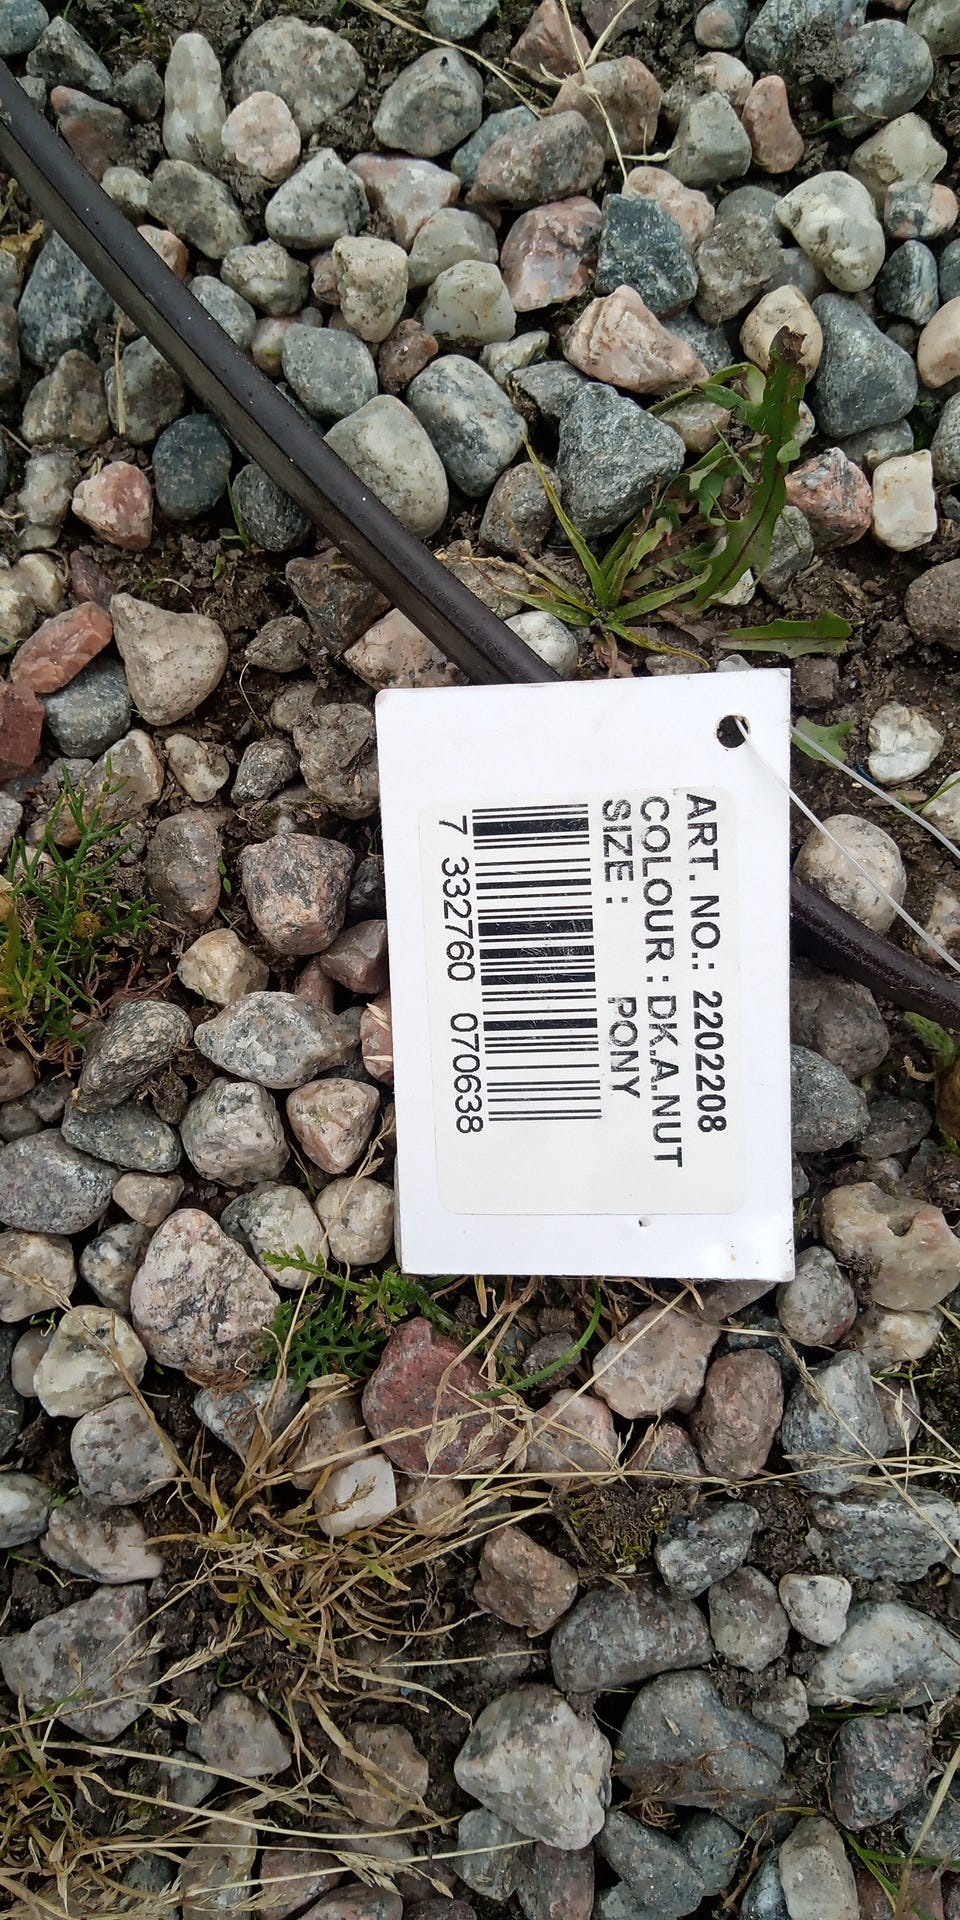 ART. NO.: 2202208
COLOUR : DK.A.NUT
SIZE : PONY
7 332760 070638